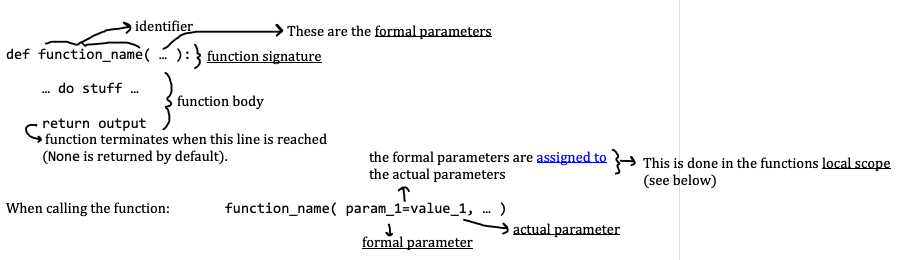 identifier
These are the formal parameters
def function_name( … ):
function signature
… do stuff …
function body
return output
function terminates when this line is reached
(None is returned by default).
the formal parameters are assigned to
the actual parameters
This is done in the functions local scope
(see below)
When calling the function:
function_name( param_1=value_1, … )
actual parameter
formal parameter